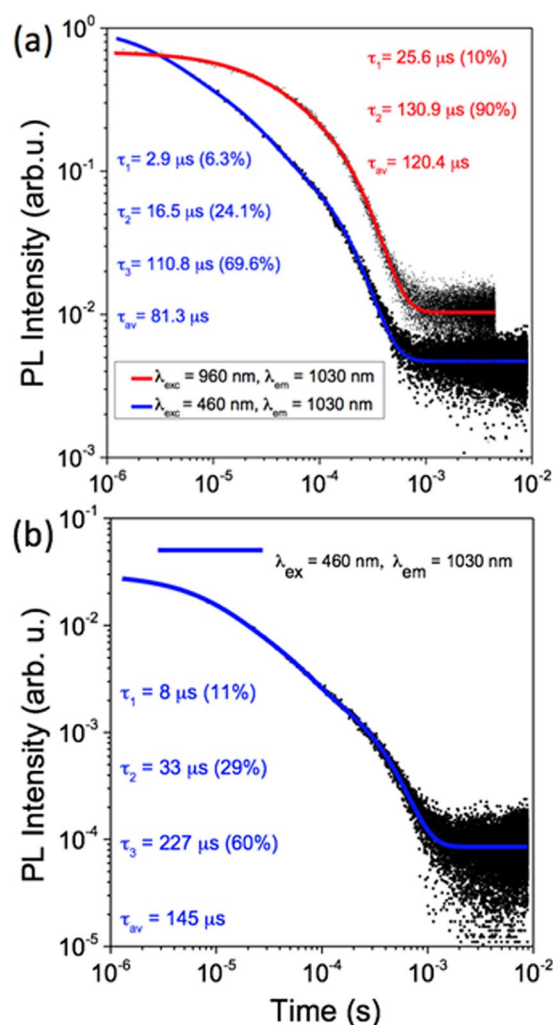 (a)
10⁰
10⁻¹
10⁻²
10⁻³
PL Intensity (arb.u.)
τ₁ = 25.6 μs (10%)
τ₂ = 130.9 μs (90%)
τav = 120.4 μs
τ₁ = 2.9 μs (6.3%)
τ₂ = 16.5 μs (24.1%)
τ₃ = 110.8 μs (69.6%)
τav = 81.3 μs
λexc = 960 nm, λem = 1030 nm
λexc = 460 nm, λem = 1030 nm
10⁻⁶ 10⁻⁵ 10⁻⁴ 10⁻³ 10⁻²
(b)
10⁻¹
10⁻²
10⁻³
10⁻⁴
10⁻⁵
PL Intensity (arb. u.)
λex = 460 nm, λem = 1030 nm
τ₁ = 8 μs (11%)
τ₂ = 33 μs (29%)
τ₃ = 227 μs (60%)
τav = 145 μs
10⁻⁶ 10⁻⁵ 10⁻⁴ 10⁻³ 10⁻²
Time (s)